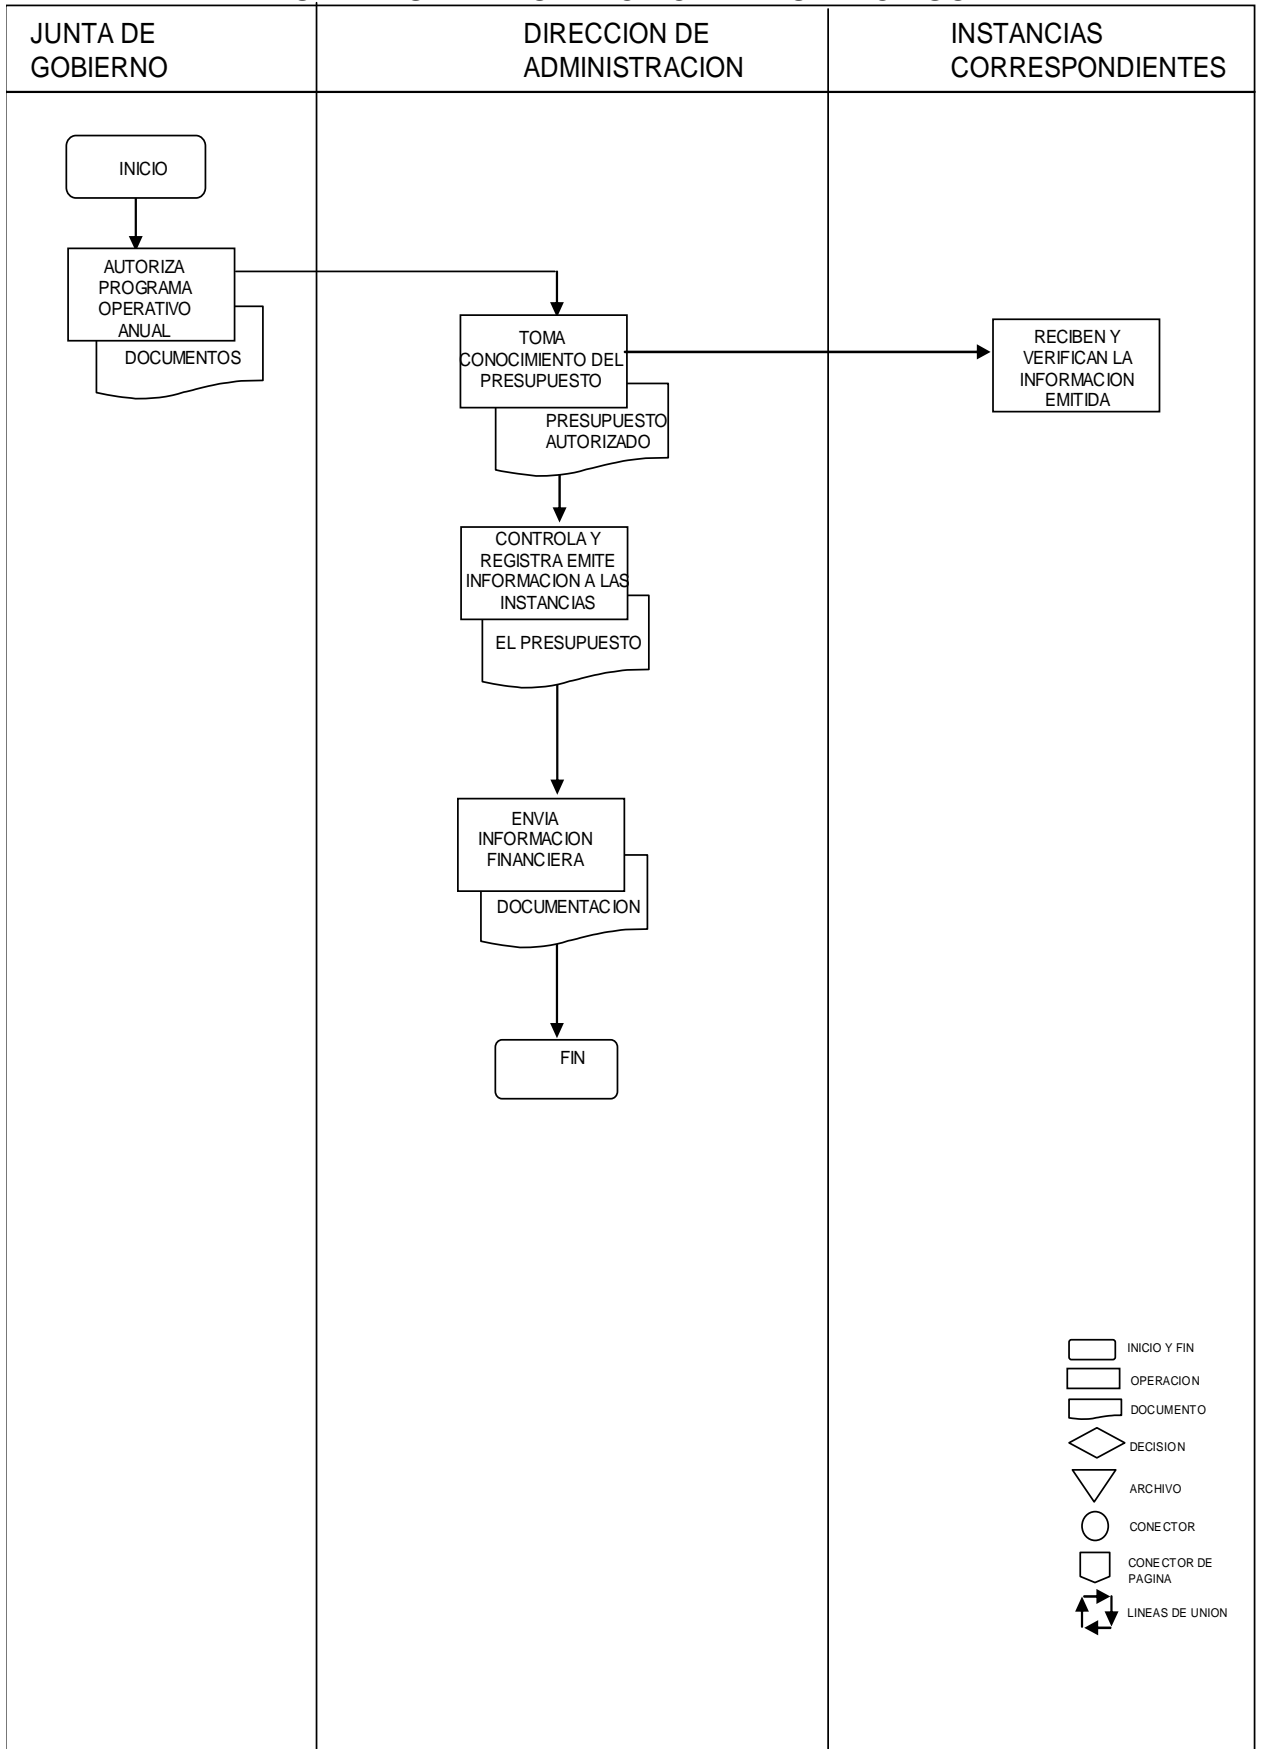 JUNTA DE
GOBIERNO
DIRECCION DE
ADMINISTRACION
INSTANCIAS
CORRESPONDIENTES
INICIO
AUTORIZA
PROGRAMA
OPERATIVO
ANUAL
DOCUMENTOS
TOMA
CONOCIMIENTO DEL
PRESUPUESTO
PRESUPUESTO
AUTORIZADO
RECIBEN Y
VERIFICAN LA
INFORMACION
EMITIDA
CONTROLA Y
REGISTRA EMITE
INFORMACION A LAS
INSTANCIAS
EL PRESUPUESTO
ENVIA
INFORMACION
FINANCIERA
DOCUMENTACION
FIN
INICIO Y FIN
OPERACION
DOCUMENTO
DECISION
ARCHIVO
CONECTOR
CONECTOR DE
PAGINA
LINEAS DE UNION